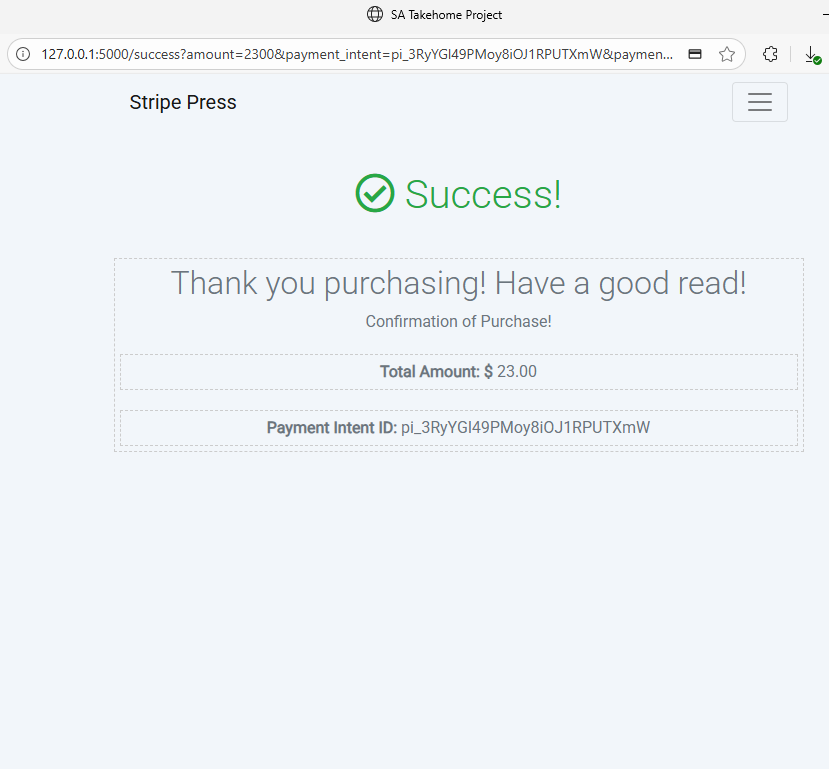 SA Takehome Project
127.0.0.1:5000/success?amount=2300&payment_intent=pi_3RyYGI49PMoy8iOJ1RPUTXmW&paymen...
Stripe Press
Success!
Thank you purchasing! Have a good read!
Confirmation of Purchase!
Total Amount: $ 23.00
Payment Intent ID: pi_3RyYGI49PMoy8iOJ1RPUTXmW